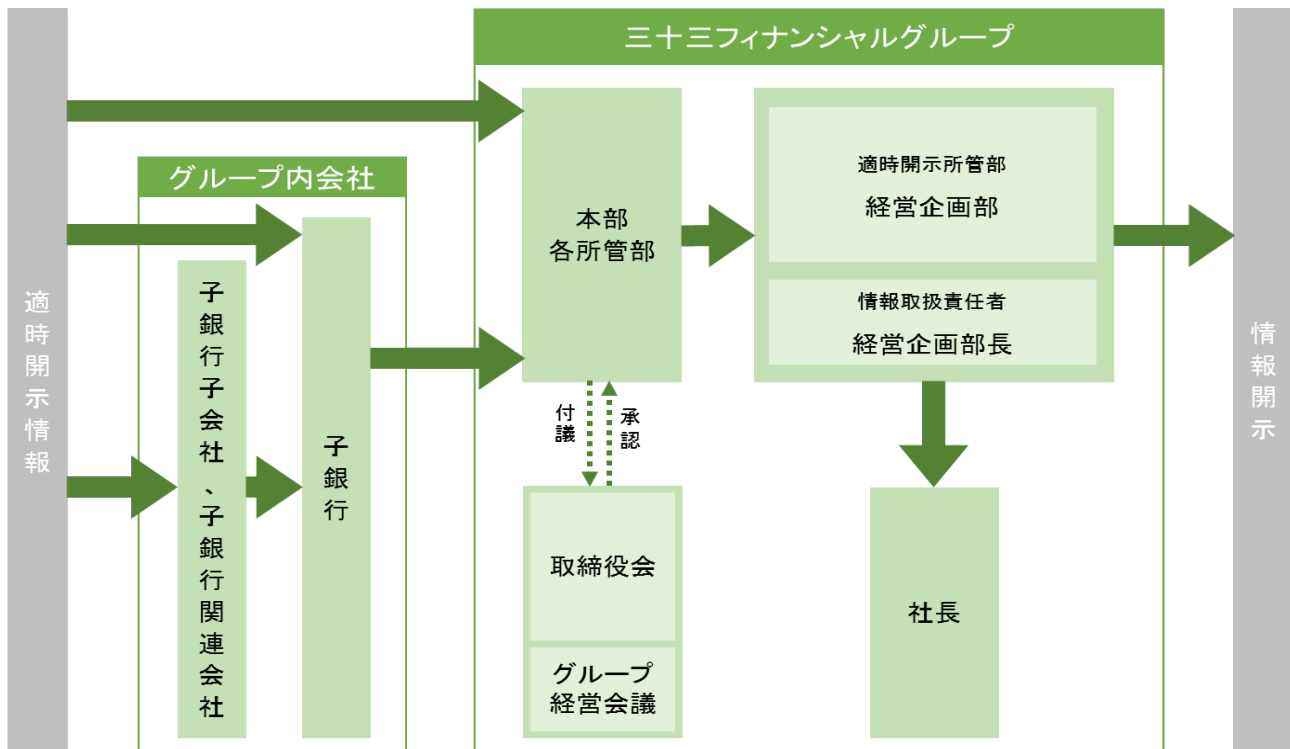 三十三フィナンシャルグループ
グループ内会社
適時開示情報
子銀行子会社、子銀行関連会社
子銀行
本部
各所管部
付議
承認
取締役会
グループ
経営会議
適時開示所管部
経営企画部
情報取扱責任者
経営企画部長
社長
情報開示